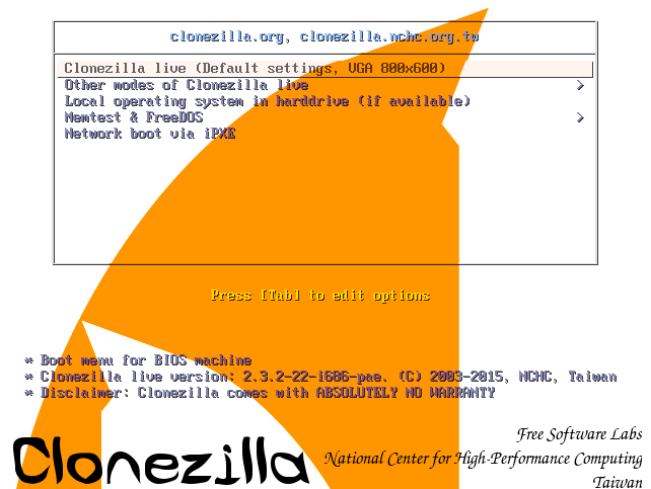 clonezilla.org, clonezilla.nchc.org.tw
Clonezilla live (Default settings, VGA 800x600)
Other modes of Clonezilla live >
Local operating system in harddrive (if available)
Memtest & FreeDOS >
Network boot via iPXE
Press [Tab] to edit options
* Boot menu for BIOS machine
* Clonezilla live version: 2.3.2-22-i686-pae. (C) 2003-2015, NCHC, Taiwan
* Disclaimer: Clonezilla comes with ABSOLUTELY NO WARRANTY
Free Software Labs
Clonezilla National Center for High-Performance Computing
Taiwan